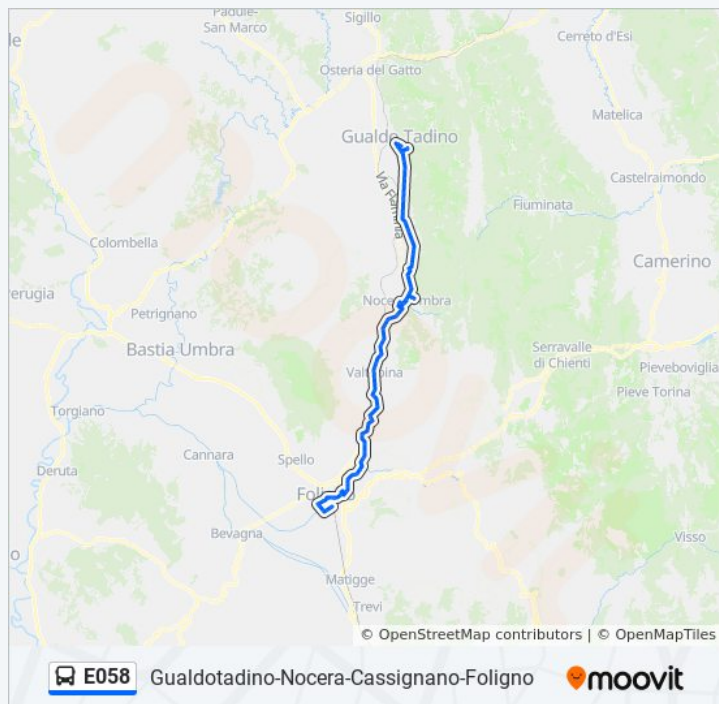 Padule-
San Marco
Sigillo
Cerreto d'Esi
Osteria del Gatto
Matelica
Gualdo Tadino
Castelraimondo
Via Flaminia
Fiuminata
Colombella
Camerino
Perugia
Nocera Umbra
Petrignano
Bastia Umbra
Serravalle
di Chienti
Pievebovigliana
Valtopina
Pieve Torina
Torgiano
Cannara
Spello
Deruta
Foligno
Bevagna
Visso
Matigge
Trevi
© OpenStreetMap contributors | © OpenMapTiles
E058
Gualdotadino-Nocera-Cassignano-Foligno
moovit